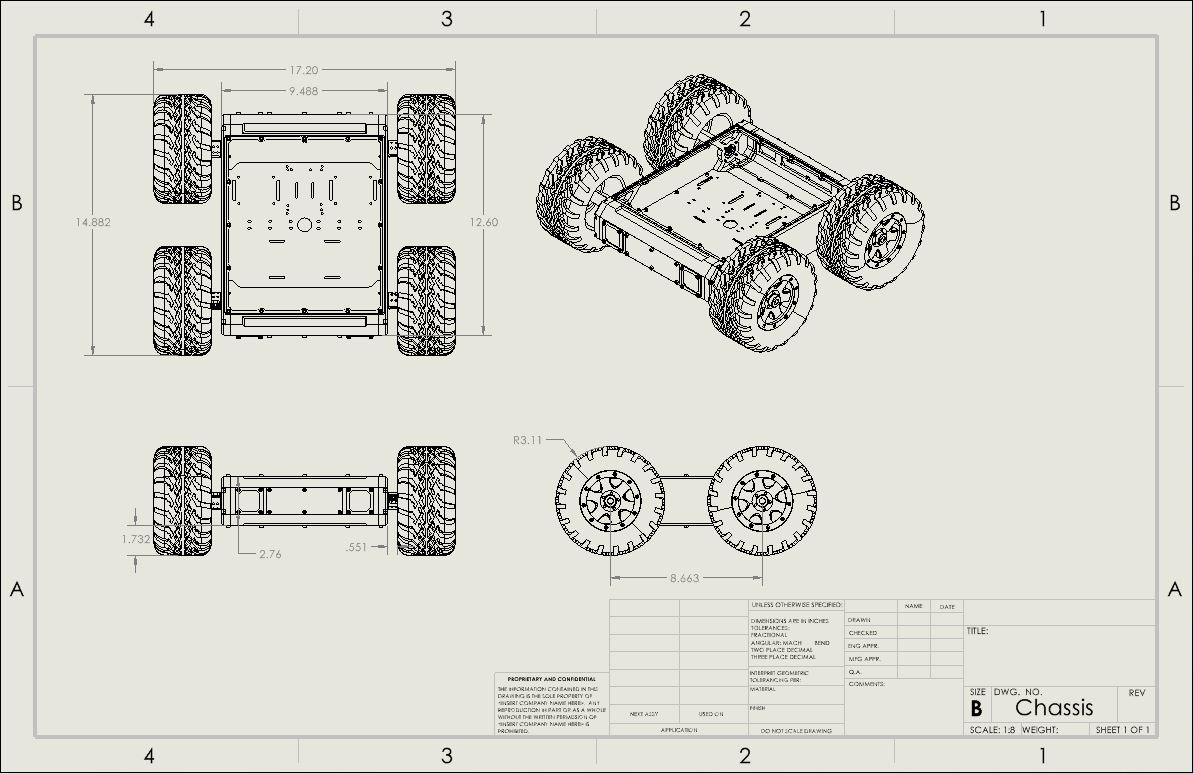 4 3 2 1
17.20
9.488
B
14.882
12.60
B
R3.11
1.732
2.76
.551
8.663
A
A
PROPRIETARY AND CONFIDENTIAL
THE INFORMATION CONTAINED IN THIS
DRAWING IS THE SOLE PROPERTY OF
<INSERT COMPANY NAME HERE>. ANY
REPRODUCTION IN PART OR AS A WHOLE
WITHOUT THE WRITTEN PERMISSION OF
<INSERT COMPANY NAME HERE> IS
PROHIBITED.
NEXT ASSY
USED ON
APPLICATION
UNLESS OTHERWISE SPECIFIED:
DIMENSIONS ARE IN INCHES
TOLERANCES:
FRACTIONAL
ANGULAR: MACH BEND
TWO PLACE DECIMAL
THREE PLACE DECIMAL
INTERPRET GEOMETRIC
TOLERANCING PER:
MATERIAL
FINISH
DO NOT SCALE DRAWING
NAME DATE
DRAWN
CHECKED
ENG APPR.
MFG APPR.
Q.A.
COMMENTS:
TITLE:
SIZE DWG. NO. REV
B Chassis
SCALE: 1:8 WEIGHT: SHEET 1 OF 1
4 3 2 1